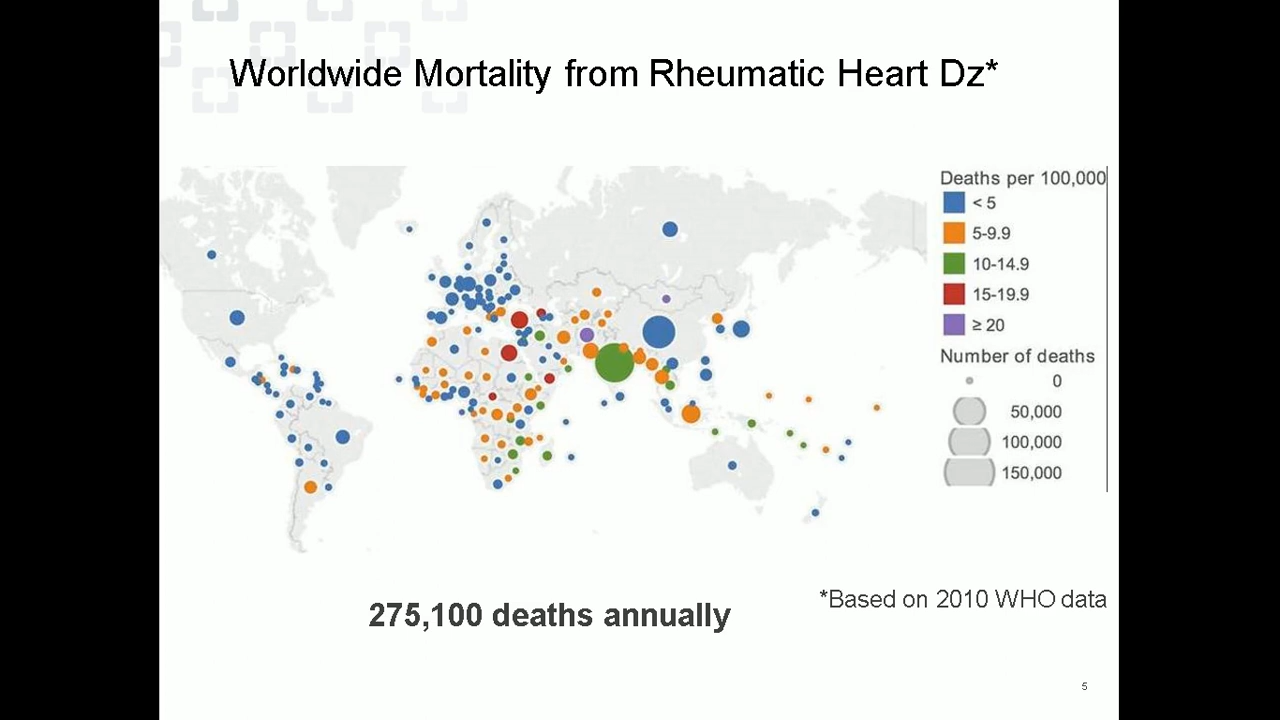 Worldwide Mortality from Rheumatic Heart Dz*
Deaths per 100,000
< 5
5-9.9
10-14.9
15-19.9
≥ 20
Number of deaths
0
50,000
100,000
150,000
*Based on 2010 WHO data
275,100 deaths annually
5